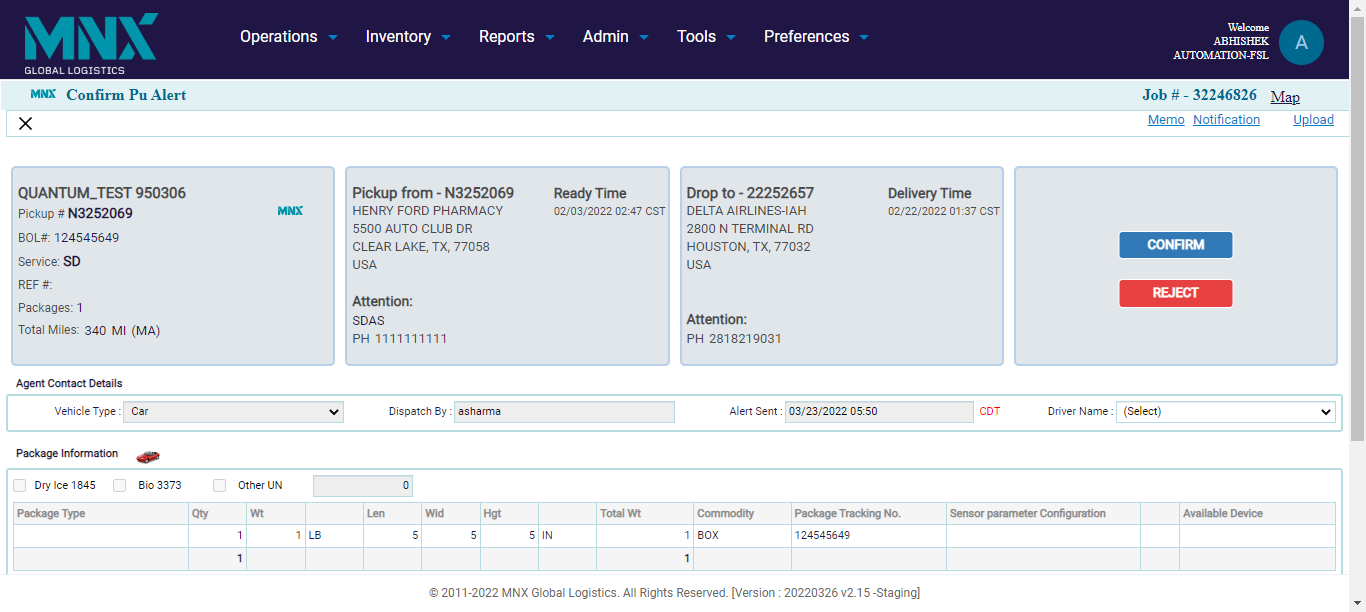 MNX
GLOBAL LOGISTICS
Operations Inventory Reports Admin Tools Preferences
Welcome
ABHISHEK
AUTOMATION-FSL
A
MNX Confirm Pu Alert
Job # - 32246826 Map
Memo Notification Upload
QUANTUM_TEST 950306
Pickup # N3252069
MNX
BOL#: 124545649
Service: SD
REF #:
Packages: 1
Total Miles: 340 MI (MA)
Pickup from - N3252069
HENRY FORD PHARMACY
5500 AUTO CLUB DR
CLEAR LAKE, TX, 77058
USA
Attention:
SDAS
PH 1111111111
Ready Time
02/03/2022 02:47 CST
Drop to - 22252657
DELTA AIRLINES-IAH
2800 N TERMINAL RD
HOUSTON, TX, 77032
USA
Attention:
PH 2818219031
Delivery Time
02/22/2022 01:37 CST
CONFIRM
REJECT
Agent Contact Details
Vehicle Type : Car Dispatch By : asharma Alert Sent : 03/23/2022 05:50 CDT Driver Name : (Select)
Package Information
Dry Ice 1845 Bio 3373 Other UN 0
Package Type Qty Wt Len Wid Hgt Total Wt Commodity Package Tracking No. Sensor parameter Configuration Available Device
1 1 LB 5 5 5 IN 1 BOX 124545649
1 1
© 2011-2022 MNX Global Logistics. All Rights Reserved. [Version : 20220326 v2.15 -Staging]